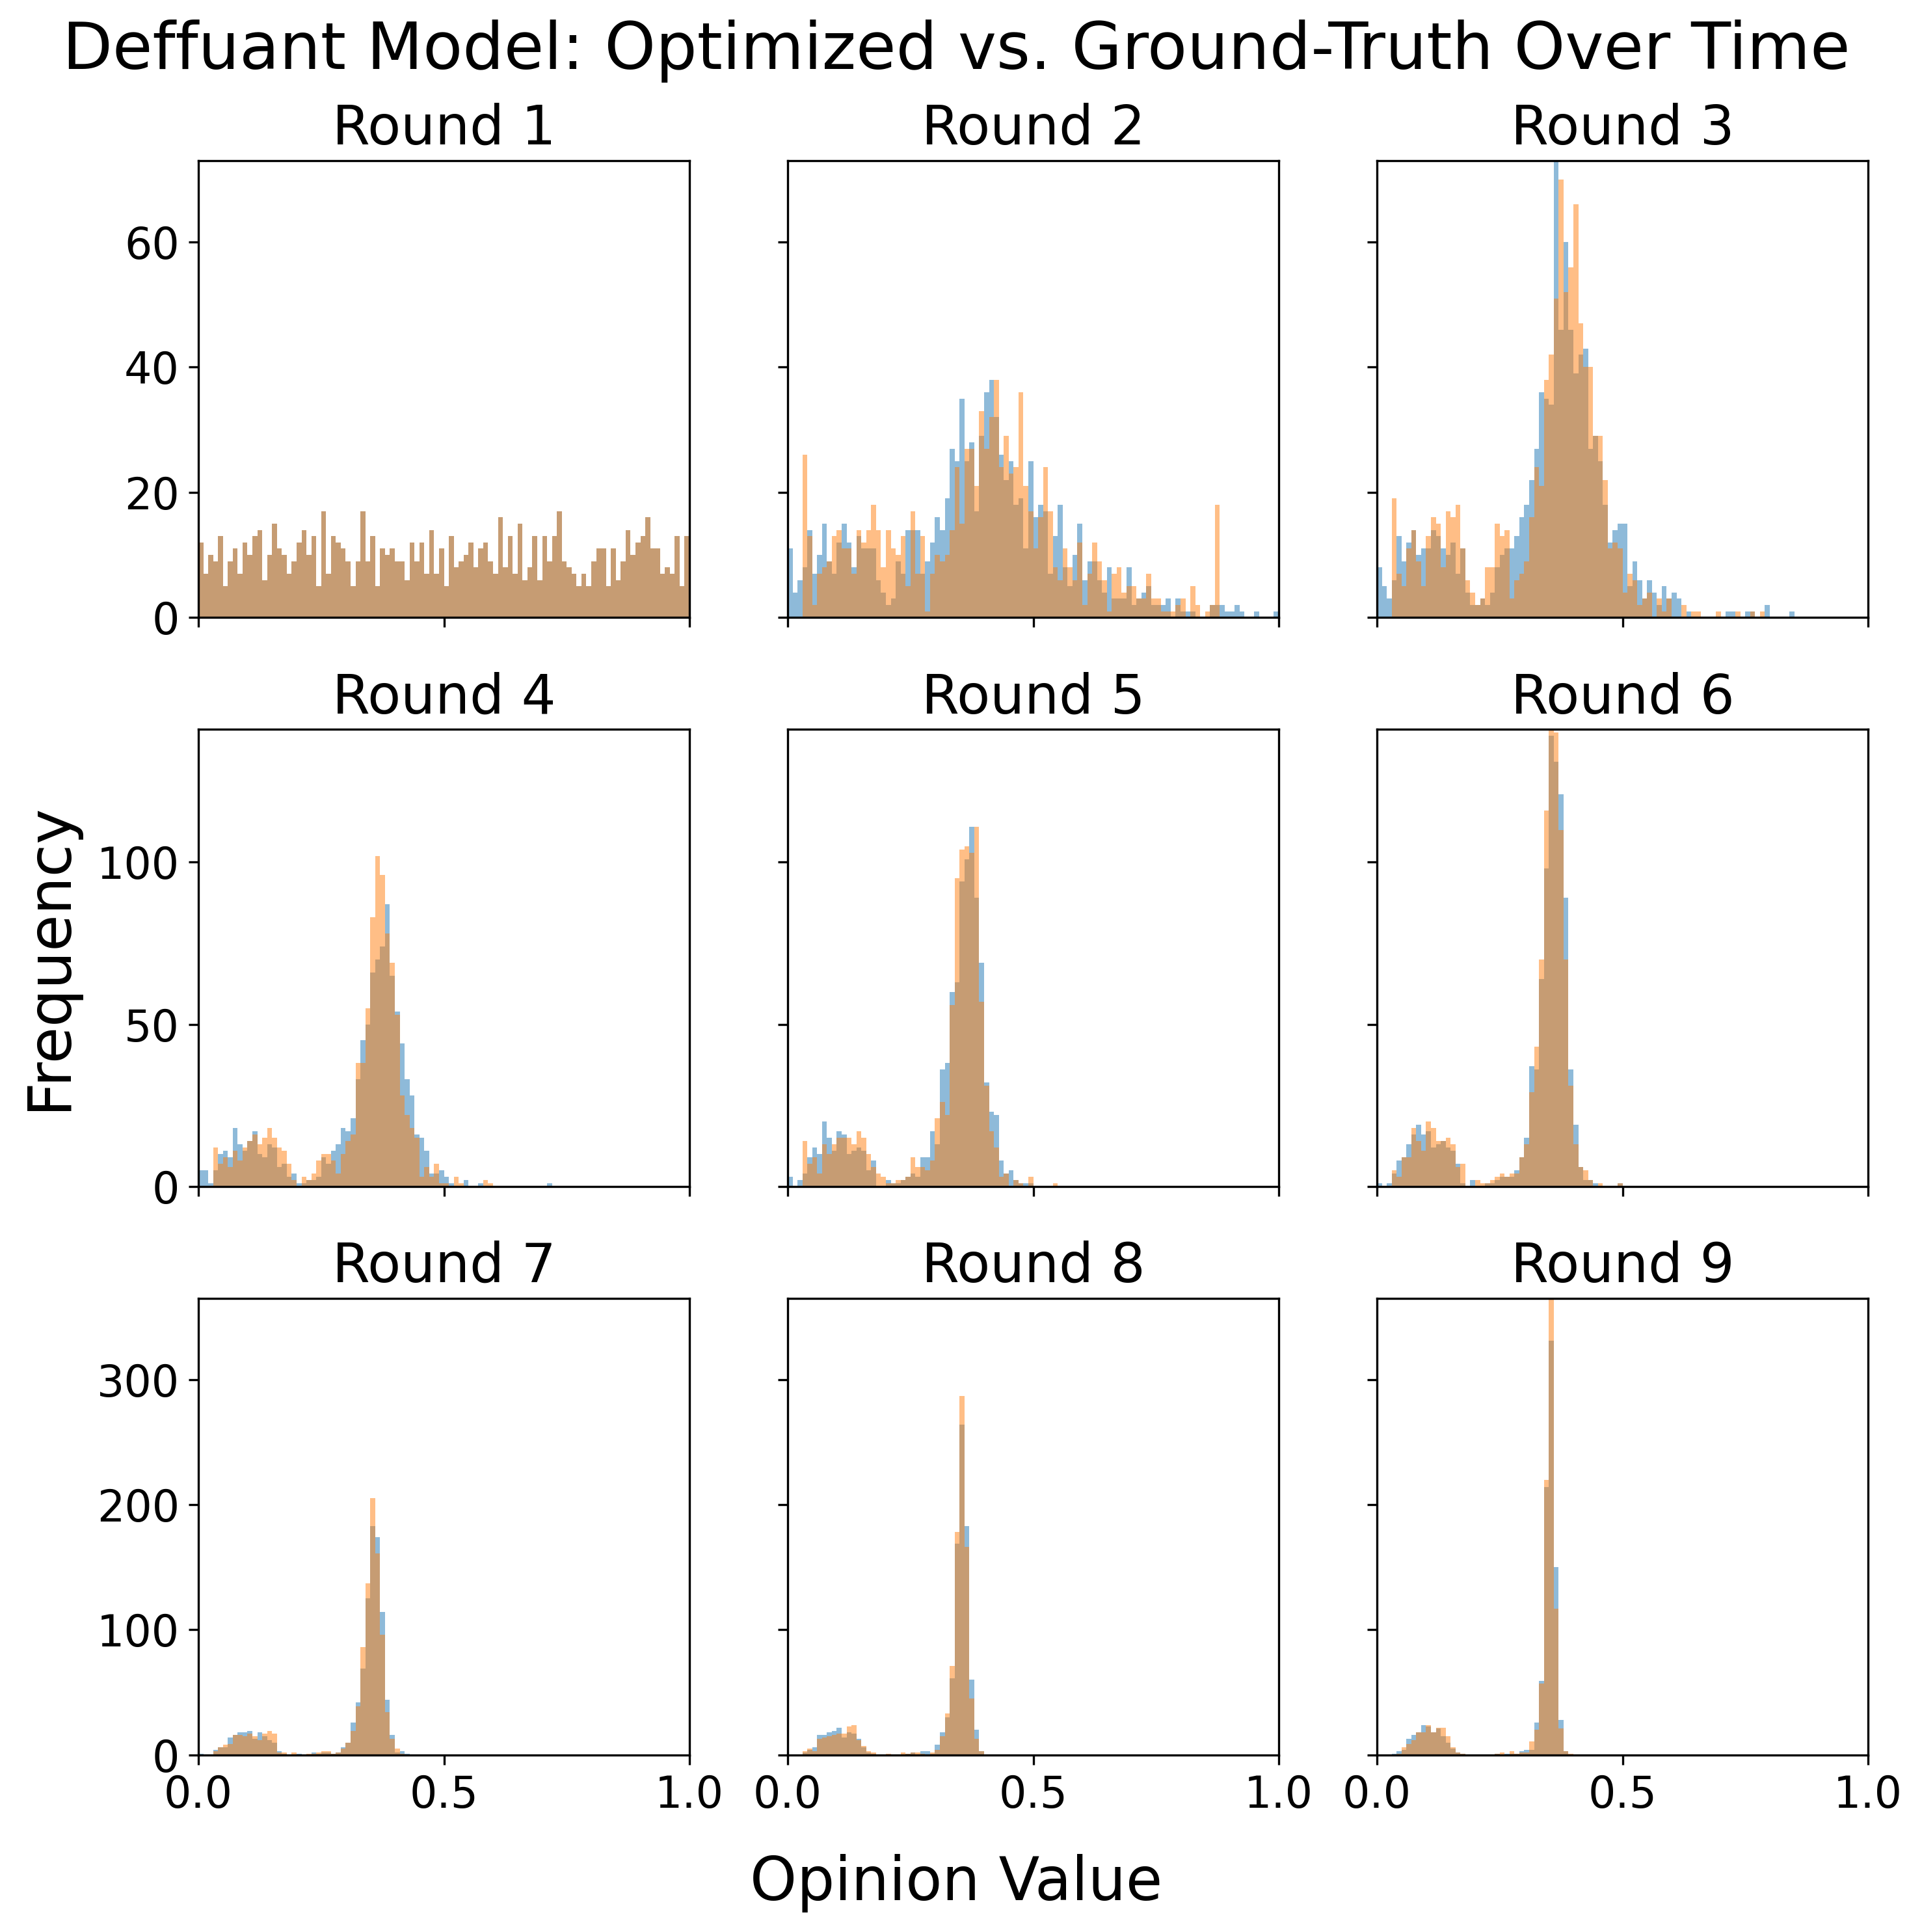 Deffuant Model: Optimized vs. Ground-Truth Over Time
Round 1
Round 2
Round 3
60
40
20
0
Round 4
Round 5
Round 6
Frequency
100
50
0
Round 7
Round 8
Round 9
300
200
100
0
0.0 0.5 1.0 0.0 0.5 1.0 0.0 0.5 1.0
Opinion Value